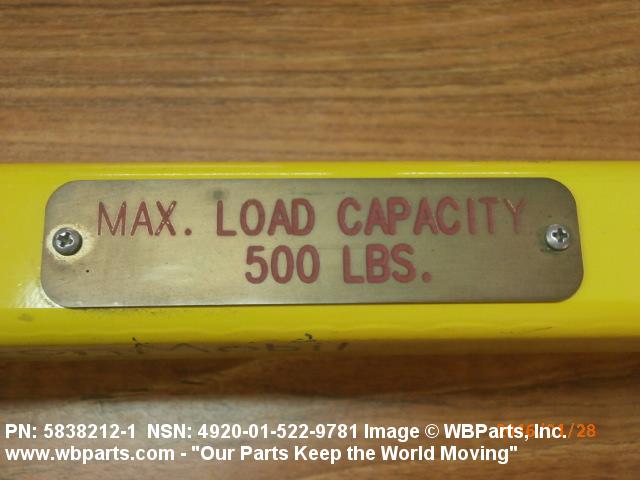 MAX. LOAD CAPACITY
500 LBS.
PN: 5838212-1 NSN: 4920-01-522-9781 Image © WBParts, Inc.
www.wbparts.com - "Our Parts Keep the World Moving"